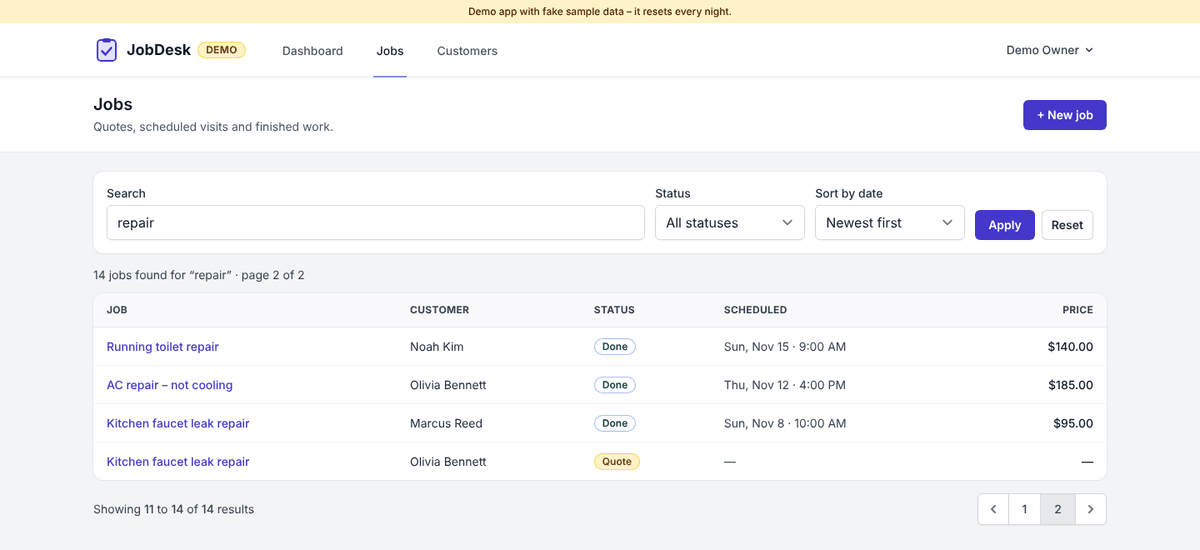 Demo app with fake sample data – it resets every night.
JobDesk DEMO Dashboard Jobs Customers Demo Owner
Jobs
Quotes, scheduled visits and finished work.
+ New job
Search Status Sort by date
repair All statuses Newest first Apply Reset
14 jobs found for “repair” · page 2 of 2
JOB CUSTOMER STATUS SCHEDULED PRICE
Running toilet repair Noah Kim Done Sun, Nov 15 · 9:00 AM $140.00
AC repair – not cooling Olivia Bennett Done Thu, Nov 12 · 4:00 PM $185.00
Kitchen faucet leak repair Marcus Reed Done Sun, Nov 8 · 10:00 AM $95.00
Kitchen faucet leak repair Olivia Bennett Quote — —
Showing 11 to 14 of 14 results 1 2